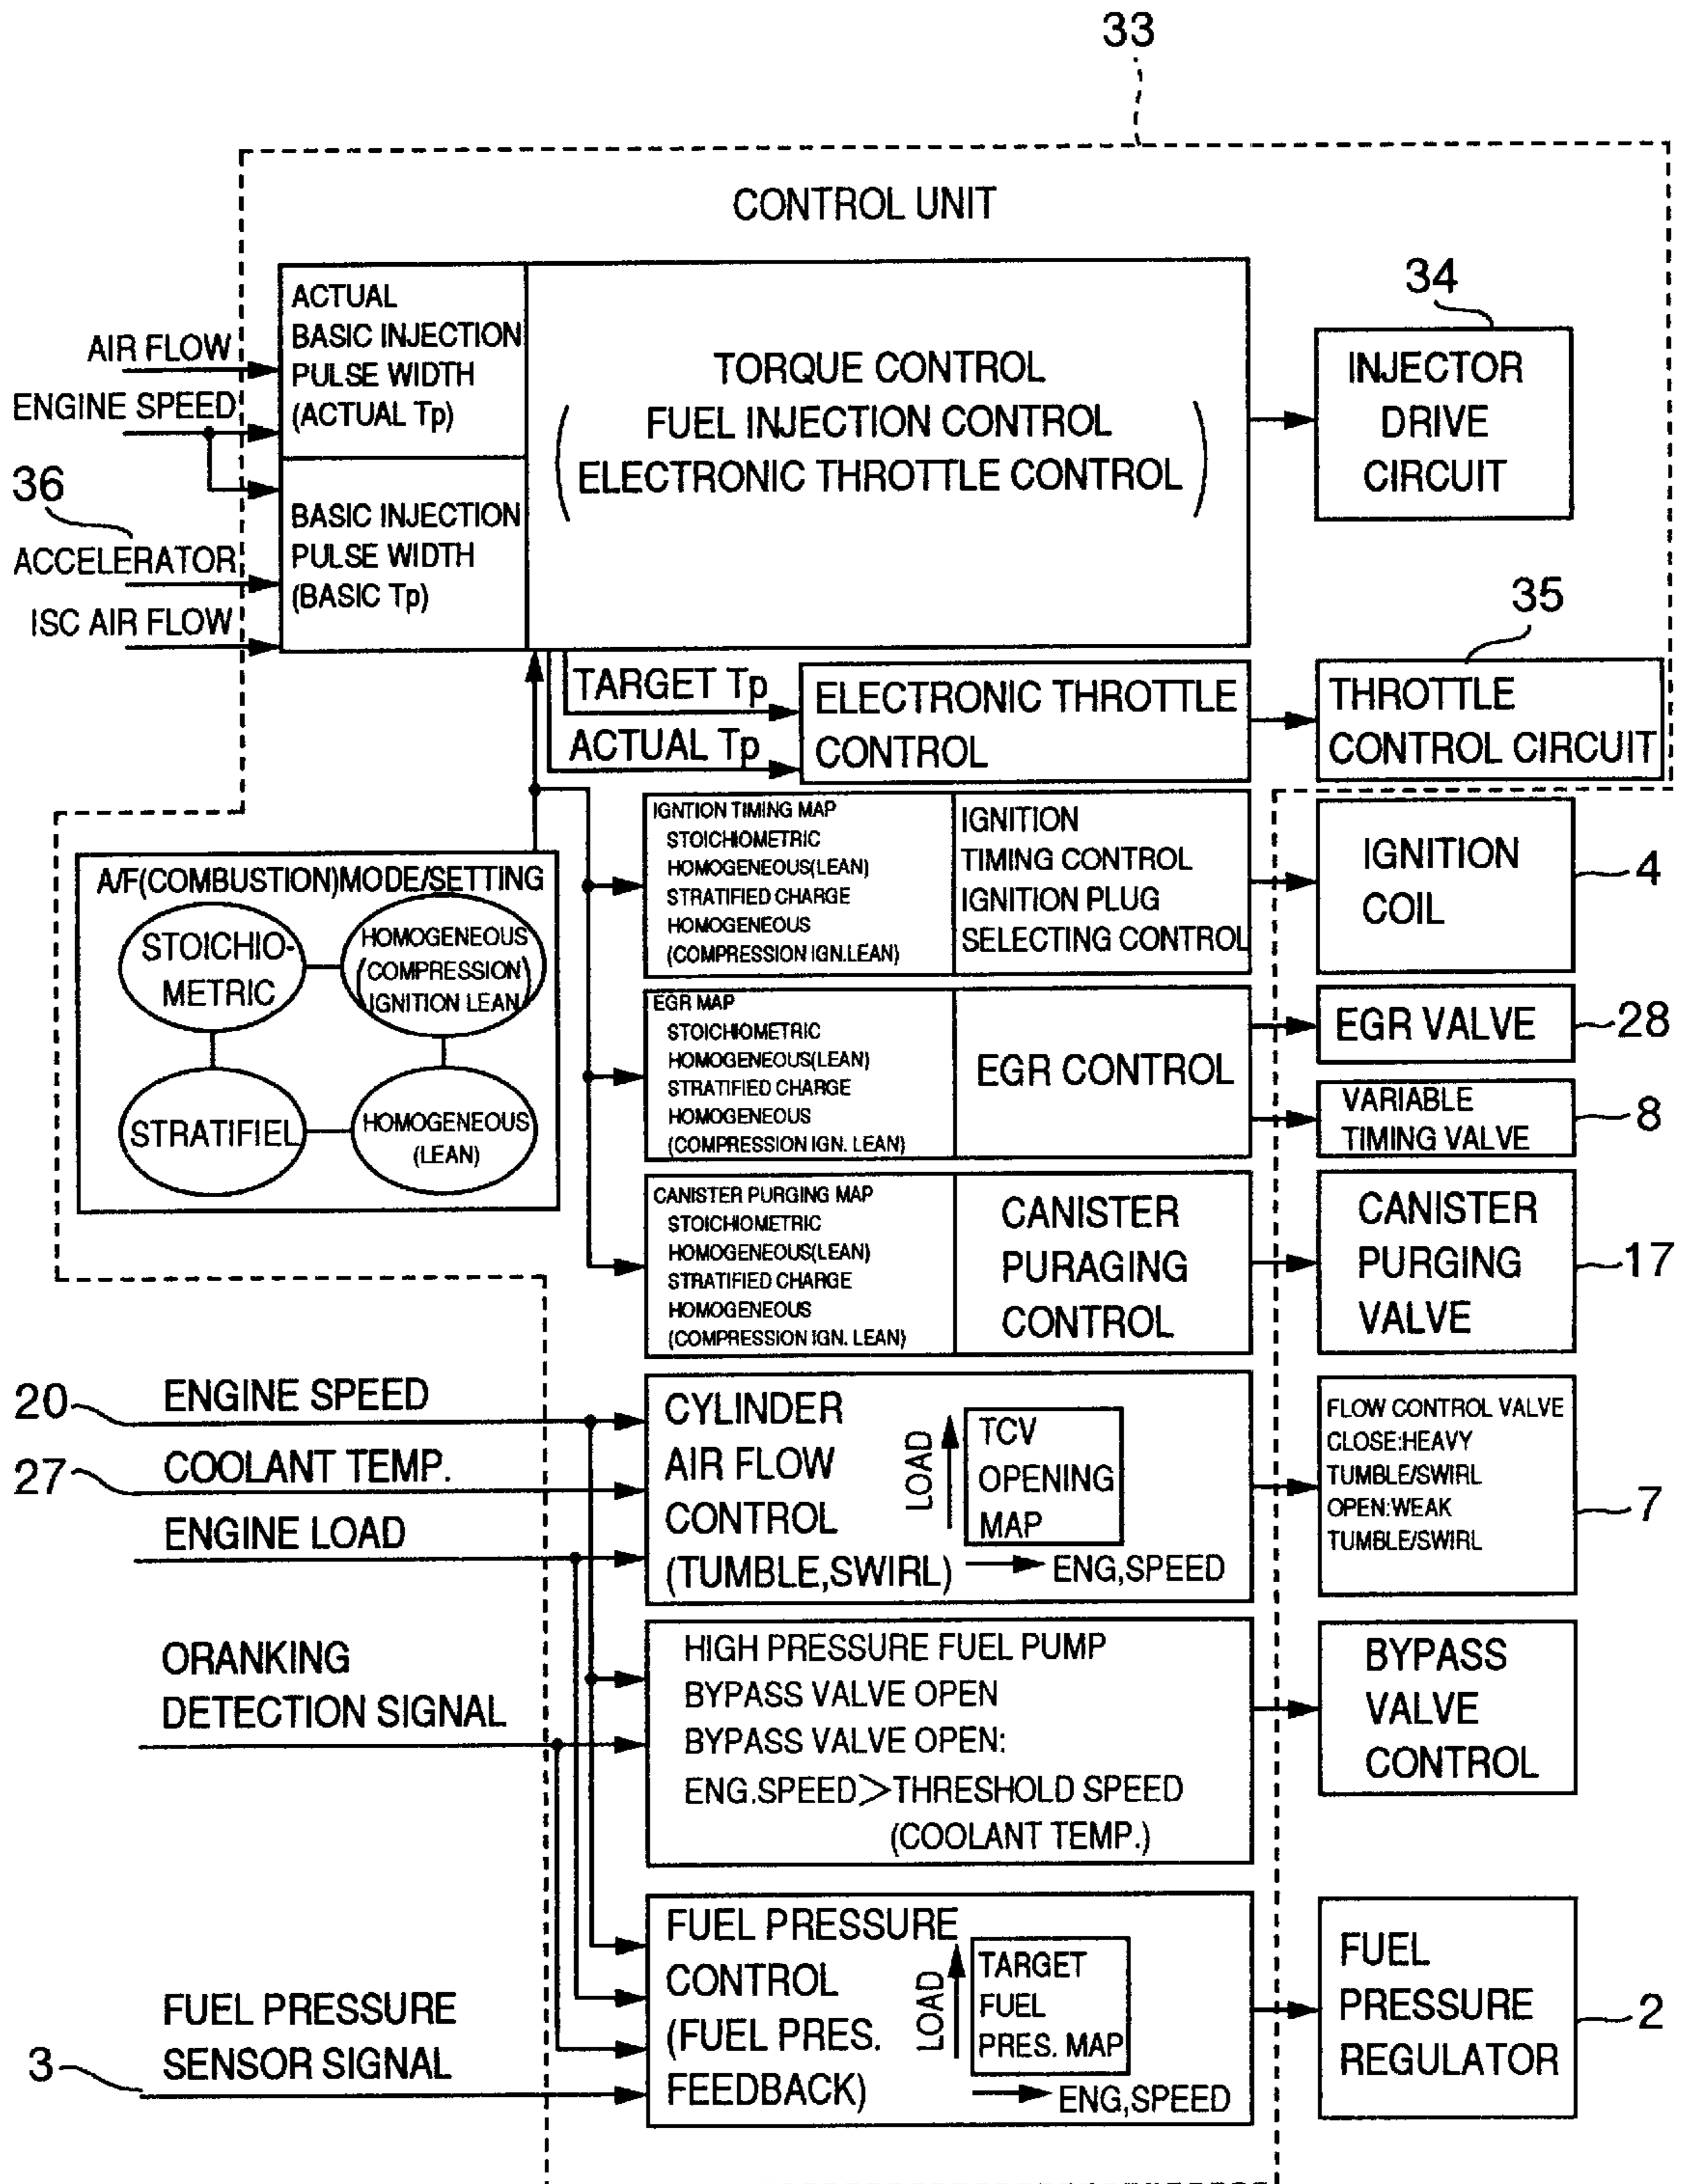 33
CONTROL UNIT
ACTUAL
BASIC INJECTION
PULSE WIDTH
(ACTUAL Tp)
BASIC INJECTION
PULSE WIDTH
(BASIC Tp)
AIR FLOW
ENGINE SPEED
36
ACCELERATOR
ISC AIR FLOW
TORQUE CONTROL
(FUEL INJECTION CONTROL
ELECTRONIC THROTTLE CONTROL)
34
INJECTOR
DRIVE
CIRCUIT
TARGET Tp
ACTUAL Tp
ELECTRONIC THROTTLE
CONTROL
35
THROTTLE
CONTROL CIRCUIT
A/F(COMBUSTION)MODE/SETTING
STOICHIO-
METRIC
HOMOGENEOUS
(COMPRESSION
IGNITION LEAN)
STRATIFIEL
HOMOGENEOUS
(LEAN)
IGNTION TIMING MAP
STOICHIOMETRIC
HOMOGENEOUS(LEAN)
STRATIFIED CHARGE
HOMOGENEOUS
(COMPRESSION IGN.LEAN)
IGNITION
TIMING CONTROL
IGNITION PLUG
SELECTING CONTROL
IGNITION
COIL
4
EGR MAP
STOICHIOMETRIC
HOMOGENEOUS(LEAN)
STRATIFIED CHARGE
HOMOGENEOUS
(COMPRESSION IGN. LEAN)
EGR CONTROL
EGR VALVE
28
VARIABLE
TIMING VALVE
8
CANISTER PURGING MAP
STOICHIOMETRIC
HOMOGENEOUS(LEAN)
STRATIFIED CHARGE
HOMOGENEOUS
(COMPRESSION IGN. LEAN)
CANISTER
PURAGING
CONTROL
CANISTER
PURGING
VALVE
17
20
ENGINE SPEED
27
COOLANT TEMP.
ENGINE LOAD
CYLINDER
AIR FLOW
CONTROL
(TUMBLE,SWIRL)
LOAD
TCV
OPENING
MAP
ENG,SPEED
FLOW CONTROL VALVE
CLOSE:HEAVY
TUMBLE/SWIRL
OPEN:WEAK
TUMBLE/SWIRL
7
ORANKING
DETECTION SIGNAL
HIGH PRESSURE FUEL PUMP
BYPASS VALVE OPEN
BYPASS VALVE OPEN:
ENG.SPEED>THRESHOLD SPEED
(COOLANT TEMP.)
BYPASS
VALVE
CONTROL
3
FUEL PRESSURE
SENSOR SIGNAL
FUEL PRESSURE
CONTROL
(FUEL PRES.
FEEDBACK)
LOAD
TARGET
FUEL
PRES. MAP
ENG,SPEED
FUEL
PRESSURE
REGULATOR
2